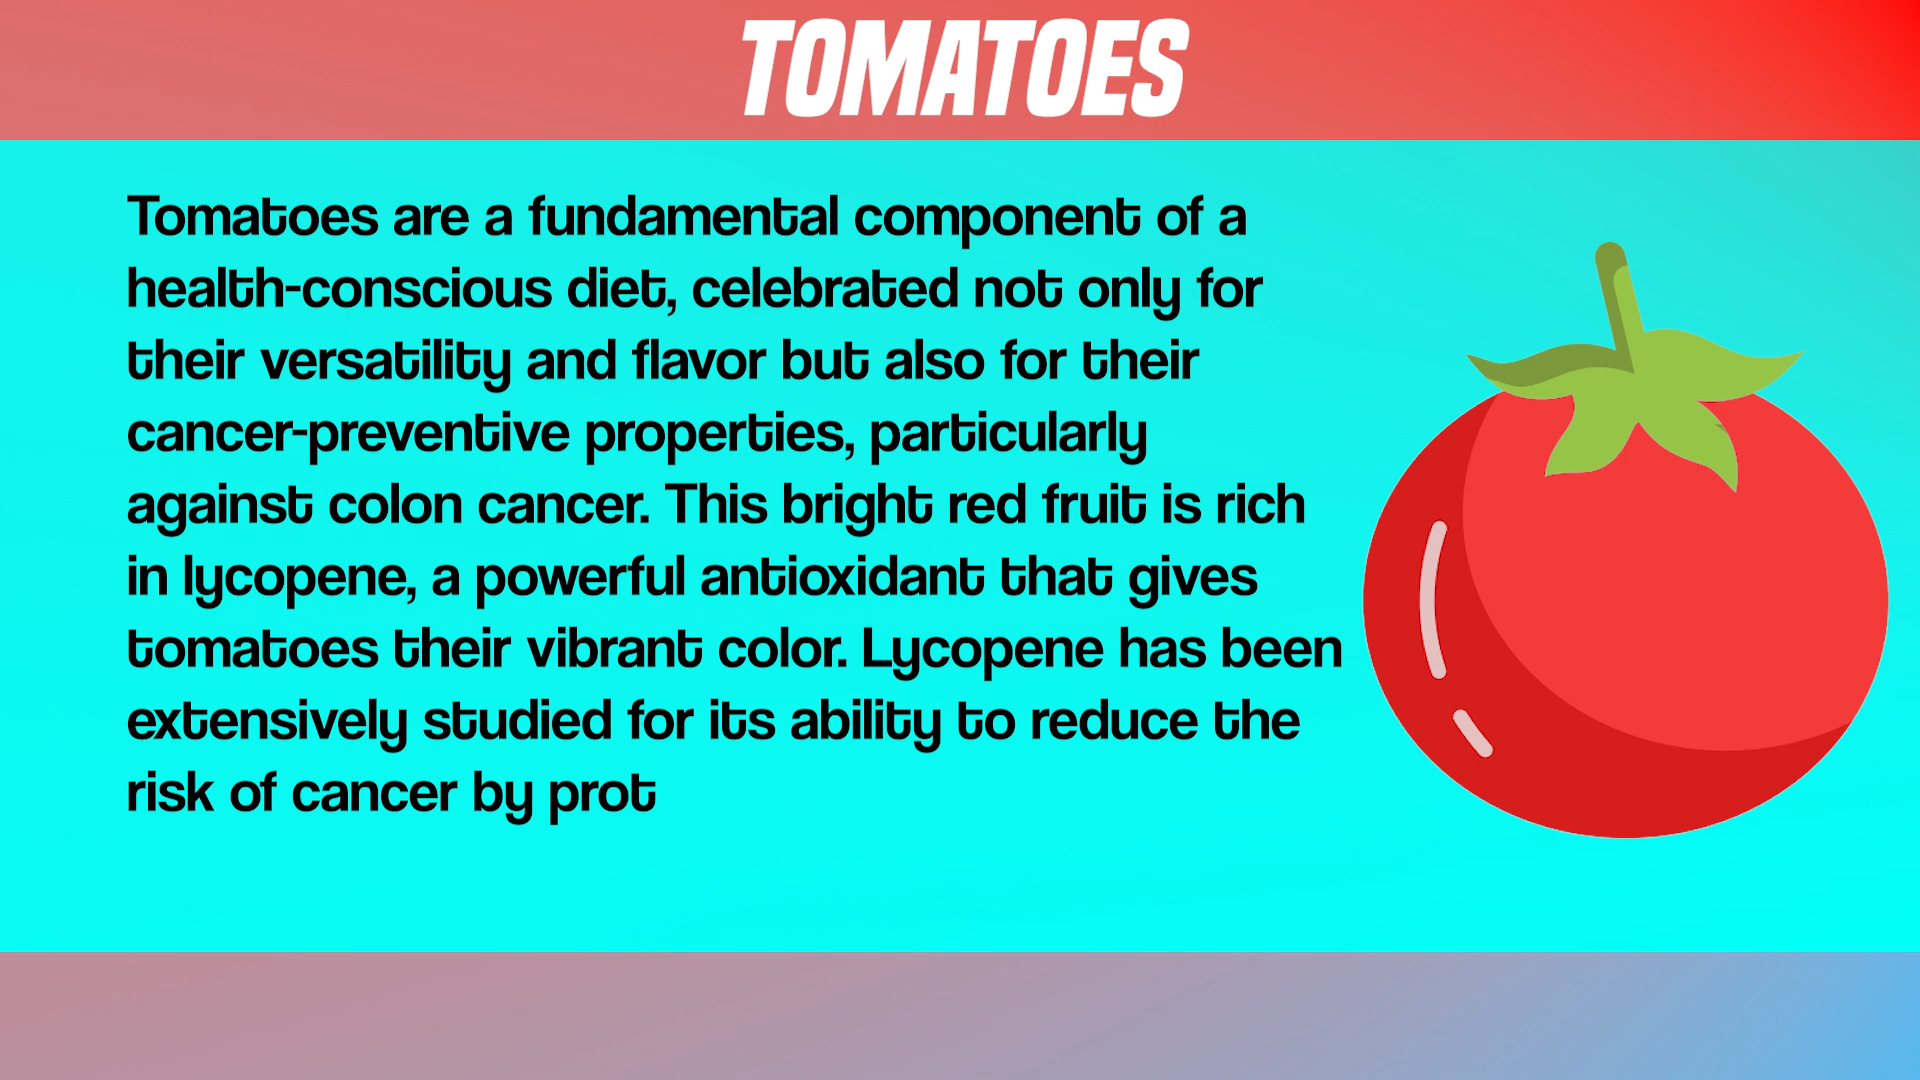 TOMATOES
Tomatoes are a fundamental component of a
health-conscious diet, celebrated not only for
their versatility and flavor but also for their
cancer-preventive properties, particularly
against colon cancer. This bright red fruit is rich
in lycopene, a powerful antioxidant that gives
tomatoes their vibrant color. Lycopene has been
extensively studied for its ability to reduce the
risk of cancer by prot